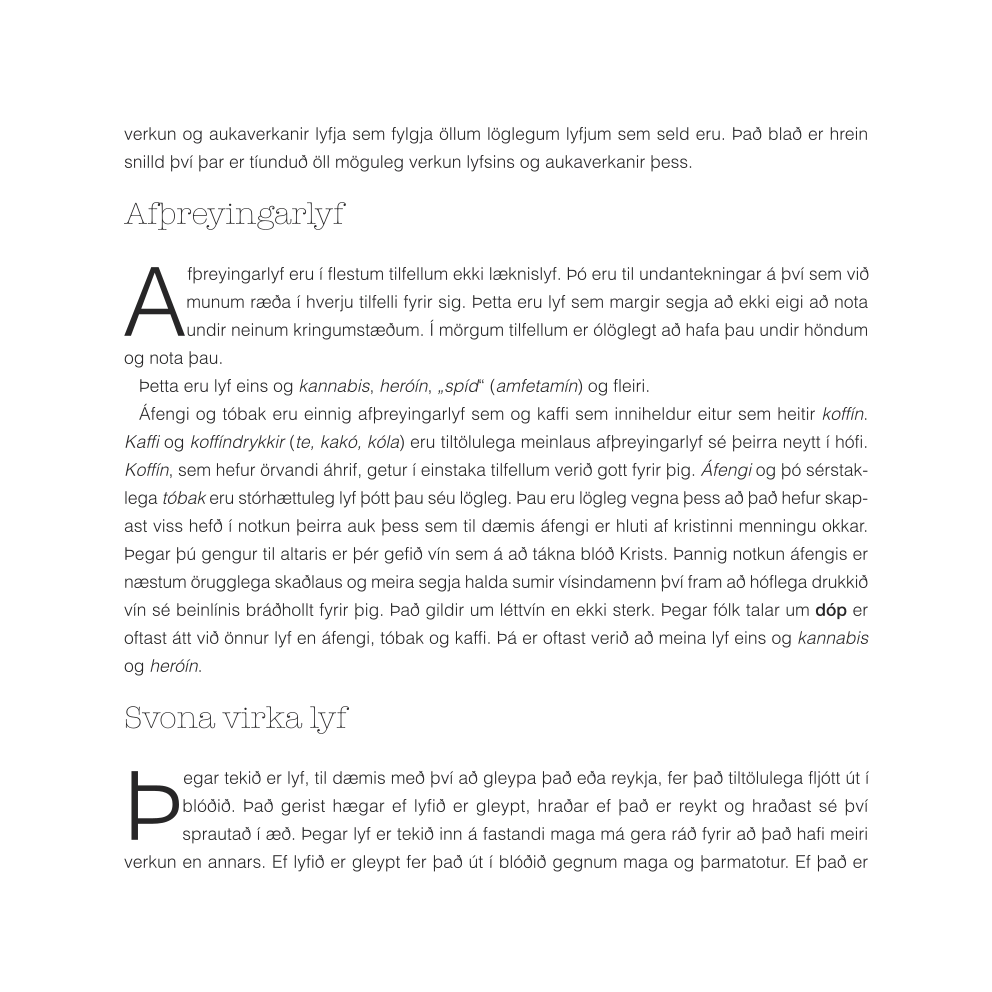 verkun og aukaverkanir lyfja sem fylgja öllum löglegum lyfjum sem seld eru. Það blað er hrein
snilld því þar er tíunduð öll möguleg verkun lyfsins og aukaverkanir þess.
Afþreyingarlyf
Afþreyingarlyf eru í flestum tilfellum ekki læknislyf. Þó eru til undantekningar á því sem við
munum ræða í hverju tilfelli fyrir sig. Þetta eru lyf sem margir segja að ekki eigi að nota
undir neinum kringumstæðum. Í mörgum tilfellum er ólöglegt að hafa þau undir höndum
og nota þau.
Þetta eru lyf eins og kannabis, heróín, „spíd“ (amfetamín) og fleiri.
Áfengi og tóbak eru einnig afþreyingarlyf sem og kaffi sem inniheldur eitur sem heitir koffín.
Kaffi og koffíndrykkir (te, kakó, kóla) eru tiltölulega meinlaus afþreyingarlyf sé þeirra neytt í hófi.
Koffín, sem hefur örvandi áhrif, getur í einstaka tilfellum verið gott fyrir þig. Áfengi og þó sérstak-
lega tóbak eru stórhættuleg lyf þótt þau séu lögleg. Þau eru lögleg vegna þess að það hefur skap-
ast viss hefð í notkun þeirra auk þess sem til dæmis áfengi er hluti af kristinni menningu okkar.
Þegar þú gengur til altaris er þér gefið vín sem á að tákna blóð Krists. Þannig notkun áfengis er
næstum örugglega skaðlaus og meira segja halda sumir vísindamenn því fram að hóflega drukkið
vín sé beinlínis bráðhollt fyrir þig. Það gildir um léttvín en ekki sterk. Þegar fólk talar um dóp er
oftast átt við önnur lyf en áfengi, tóbak og kaffi. Þá er oftast verið að meina lyf eins og kannabis
og heróín.
Svona virka lyf
Þegar tekið er lyf, til dæmis með því að gleypa það eða reykja, fer það tiltölulega fljótt út í
blóðið. Það gerist hægar ef lyfið er gleypt, hraðar ef það er reykt og hraðast sé því
sprautað í æð. Þegar lyf er tekið inn á fastandi maga má gera ráð fyrir að það hafi meiri
verkun en annars. Ef lyfið er gleypt fer það út í blóðið gegnum maga og þarmatotur. Ef það er